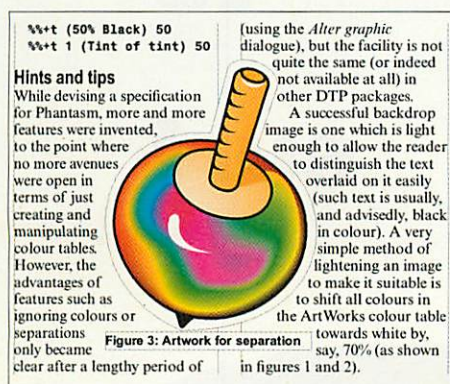 %%+t (50% Black) 50
%%+t 1 (Tint of tint) 50
Hints and tips
While devising a specification
for Phantasm, more and more
features were invented,
to the point where
no more avenues
were open in
terms of just
creating and
manipulating
colour tables.
However, the
advantages of
features such as
ignoring colours or
separations
only became
clear after a lengthy period of
Figure 3: Artwork for separation
(using the Alter graphic
dialogue), but the facility is not
quite the same (or indeed
not available at all) in
other DTP packages.
A successful backdrop
image is one which is light
enough to allow the reader
to distinguish the text
overlaid on it easily
(such text is usually,
and advisedly, black
in colour). A very
simple method of
lightening an image
to make it suitable is
to shift all colours in
the ArtWorks colour table
towards white by,
say, 70% (as shown
in figures 1 and 2).